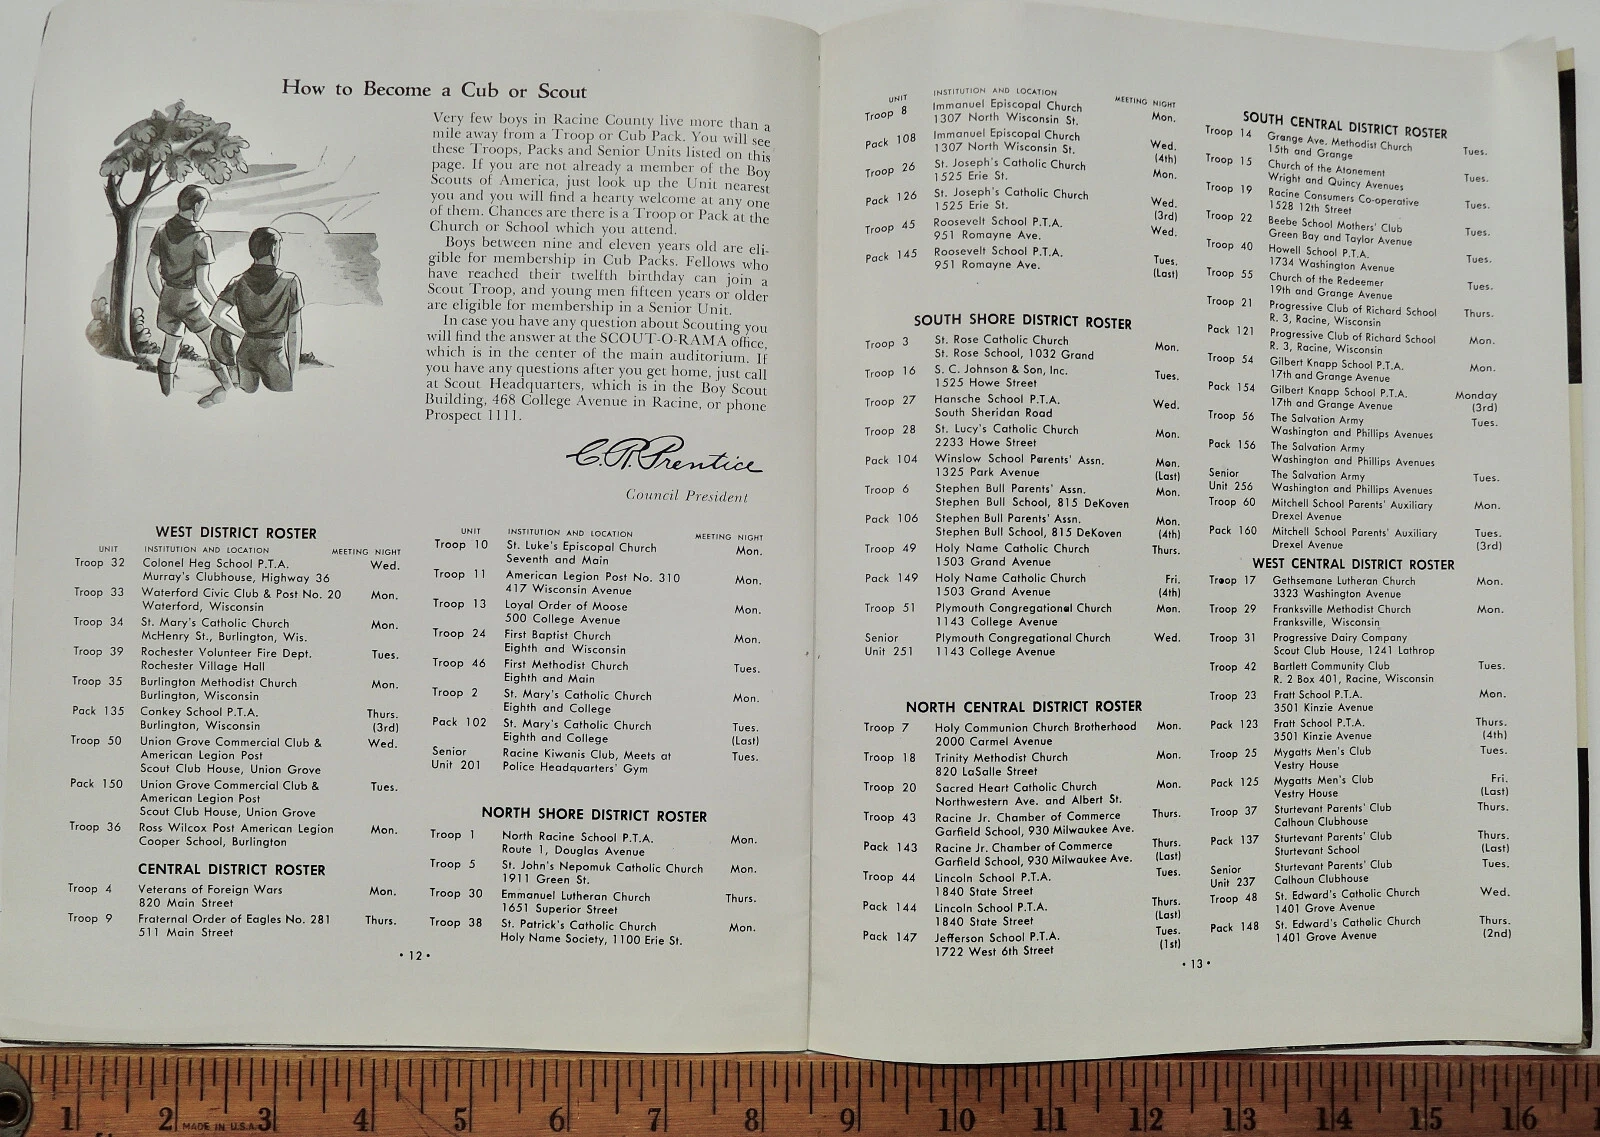 How to Become a Cub or Scout
Very few boys in Racine County live more than a
mile away from a Troop or Cub Pack. You will see
these Troops, Packs and Senior Units listed on this
page. If you are not already a member of the Boy
Scouts of America, just look up the Unit nearest
you and you will find a hearty welcome at any one
of them. Chances are there is a Troop or Pack at the
Church or School which you attend.
Boys between nine and eleven years old are eli-
gible for membership in Cub Packs. Fellows who
have reached their twelfth birthday can join a
Scout Troop, and young men fifteen years or older
are eligible for membership in a Senior Unit.
In case you have any question about Scouting you
will find the answer at the SCOUT-O-RAMA office,
which is in the center of the main auditorium. If
you have any questions after you get home, just call
at Scout Headquarters, which is in the Boy Scout
Building, 468 College Avenue in Racine, or phone
Prospect 1111.
C. R. Prentice
Council President
WEST DISTRICT ROSTER
UNIT INSTITUTION AND LOCATION MEETING NIGHT
Troop 32 Colonel Heg School P.T.A. Wed.
Murray's Clubhouse, Highway 36
Troop 33 Waterford Civic Club & Post No. 20 Mon.
Waterford, Wisconsin
Troop 34 St. Mary's Catholic Church Mon.
McHenry St., Burlington, Wis.
Troop 39 Rochester Volunteer Fire Dept. Tues.
Rochester Village Hall
Troop 35 Burlington Methodist Church Mon.
Burlington, Wisconsin
Pack 135 Conkey School P.T.A. Thurs.
Burlington, Wisconsin (3rd)
Troop 50 Union Grove Commercial Club & Wed.
American Legion Post
Scout Club House, Union Grove
Pack 150 Union Grove Commercial Club & Tues.
American Legion Post
Scout Club House, Union Grove
Troop 36 Ross Wilcox Post American Legion Mon.
Cooper School, Burlington
CENTRAL DISTRICT ROSTER
Troop 4 Veterans of Foreign Wars Mon.
820 Main Street
Troop 9 Fraternal Order of Eagles No. 281 Thurs.
511 Main Street
UNIT INSTITUTION AND LOCATION MEETING NIGHT
Troop 10 St. Luke's Episcopal Church Mon.
Seventh and Main
Troop 11 American Legion Post No. 310 Mon.
417 Wisconsin Avenue
Troop 13 Loyal Order of Moose Mon.
500 College Avenue
Troop 24 First Baptist Church Mon.
Eighth and Wisconsin
Troop 46 First Methodist Church Tues.
Eighth and Main
Troop 2 St. Mary's Catholic Church Mon.
Eighth and College
Pack 102 St. Mary's Catholic Church Tues.
Eighth and College (Last)
Senior Racine Kiwanis Club, Meets at Tues.
Unit 201 Police Headquarters' Gym
NORTH SHORE DISTRICT ROSTER
Troop 1 North Racine School P.T.A. Mon.
Route 1, Douglas Avenue
Troop 5 St. John's Nepomuk Catholic Church Mon.
1911 Green St.
Troop 30 Emmanuel Lutheran Church Thurs.
1651 Superior Street
Troop 38 St. Patrick's Catholic Church Mon.
Holy Name Society, 1100 Erie St.
• 12 •
UNIT INSTITUTION AND LOCATION MEETING NIGHT
Troop 8 Immanuel Episcopal Church Mon.
1307 North Wisconsin St.
Pack 108 Immanuel Episcopal Church Wed.
1307 North Wisconsin St. (4th)
Troop 26 St. Joseph's Catholic Church Mon.
1525 Erie St.
Pack 126 St. Joseph's Catholic Church Wed.
1525 Erie St. (3rd)
Troop 45 Roosevelt School P.T.A. Wed.
951 Romayne Ave.
Pack 145 Roosevelt School P.T.A. Tues.
951 Romayne Ave. (Last)
SOUTH SHORE DISTRICT ROSTER
Troop 3 St. Rose Catholic Church Mon.
St. Rose School, 1032 Grand
Troop 16 S. C. Johnson & Son, Inc. Tues.
1525 Howe Street
Troop 27 Hansche School P.T.A. Wed.
South Sheridan Road
Troop 28 St. Lucy's Catholic Church Mon.
2233 Howe Street
Pack 104 Winslow School Parents' Assn. Mon.
1325 Park Avenue (Last)
Troop 6 Stephen Bull Parents' Assn. Mon.
Stephen Bull School, 815 DeKoven
Pack 106 Stephen Bull Parents' Assn. Mon.
Stephen Bull School, 815 DeKoven (4th)
Troop 49 Holy Name Catholic Church Thurs.
1503 Grand Avenue
Pack 149 Holy Name Catholic Church Fri.
1503 Grand Avenue (4th)
Troop 51 Plymouth Congregational Church Mon.
1143 College Avenue
Senior Plymouth Congregational Church Wed.
Unit 251 1143 College Avenue
NORTH CENTRAL DISTRICT ROSTER
Troop 7 Holy Communion Church Brotherhood Mon.
2000 Carmel Avenue
Troop 18 Trinity Methodist Church Mon.
820 LaSalle Street
Troop 20 Sacred Heart Catholic Church Mon.
Northwestern Ave. and Albert St.
Troop 43 Racine Jr. Chamber of Commerce Thurs.
Garfield School, 930 Milwaukee Ave.
Pack 143 Racine Jr. Chamber of Commerce Thurs.
Garfield School, 930 Milwaukee Ave. (Last)
Troop 44 Lincoln School P.T.A. Tues.
1840 State Street
Pack 144 Lincoln School P.T.A. Thurs.
1840 State Street (Last)
Pack 147 Jefferson School P.T.A. Tues.
1722 West 6th Street (1st)
SOUTH CENTRAL DISTRICT ROSTER
Troop 14 Grange Ave. Methodist Church Tues.
15th and Grange
Troop 15 Church of the Atonement Tues.
Wright and Quincy Avenues
Troop 19 Racine Consumers Co-operative Tues.
1528 12th Street
Troop 22 Beebe School Mothers' Club Tues.
Green Bay and Taylor Avenue
Troop 40 Howell School P.T.A. Tues.
1734 Washington Avenue
Troop 55 Church of the Redeemer Tues.
19th and Grange Avenue
Troop 21 Progressive Club of Richard School Thurs.
R. 3, Racine, Wisconsin
Pack 121 Progressive Club of Richard School Mon.
R. 3, Racine, Wisconsin
Troop 54 Gilbert Knapp School P.T.A. Mon.
17th and Grange Avenue
Pack 154 Gilbert Knapp School P.T.A. Monday
17th and Grange Avenue (3rd)
Troop 56 The Salvation Army Tues.
Washington and Phillips Avenues
Pack 156 The Salvation Army
Washington and Phillips Avenues
Senior The Salvation Army Tues.
Unit 256 Washington and Phillips Avenues
Troop 60 Mitchell School Parents' Auxiliary Mon.
Drexel Avenue
Pack 160 Mitchell School Parents' Auxiliary Tues.
Drexel Avenue (3rd)
WEST CENTRAL DISTRICT ROSTER
Troop 17 Gethsemane Lutheran Church Mon.
3323 Washington Avenue
Troop 29 Franksville Methodist Church Mon.
Franksville, Wisconsin
Troop 31 Progressive Dairy Company
Scout Club House, 1241 Lathrop
Troop 42 Bartlett Community Club Tues.
R. 2 Box 401, Racine, Wisconsin
Troop 23 Fratt School P.T.A. Mon.
3501 Kinzie Avenue
Pack 123 Fratt School P.T.A. Thurs.
3501 Kinzie Avenue (4th)
Troop 25 Mygatts Men's Club Tues.
Vestry House
Pack 125 Mygatts Men's Club Fri.
Vestry House (Last)
Troop 37 Sturtevant Parents' Club Thurs.
Calhoun Clubhouse
Pack 137 Sturtevant Parents' Club Thurs.
Sturtevant School (Last)
Senior Sturtevant Parents' Club Tues.
Unit 237 Calhoun Clubhouse
Troop 48 St. Edward's Catholic Church Wed.
1401 Grove Avenue
Pack 148 St. Edward's Catholic Church Thurs.
1401 Grove Avenue (2nd)
• 13 •
1 2 3 4 5 6 7 8 9 10 11 12 13 14 15 16
MADE IN U.S.A.